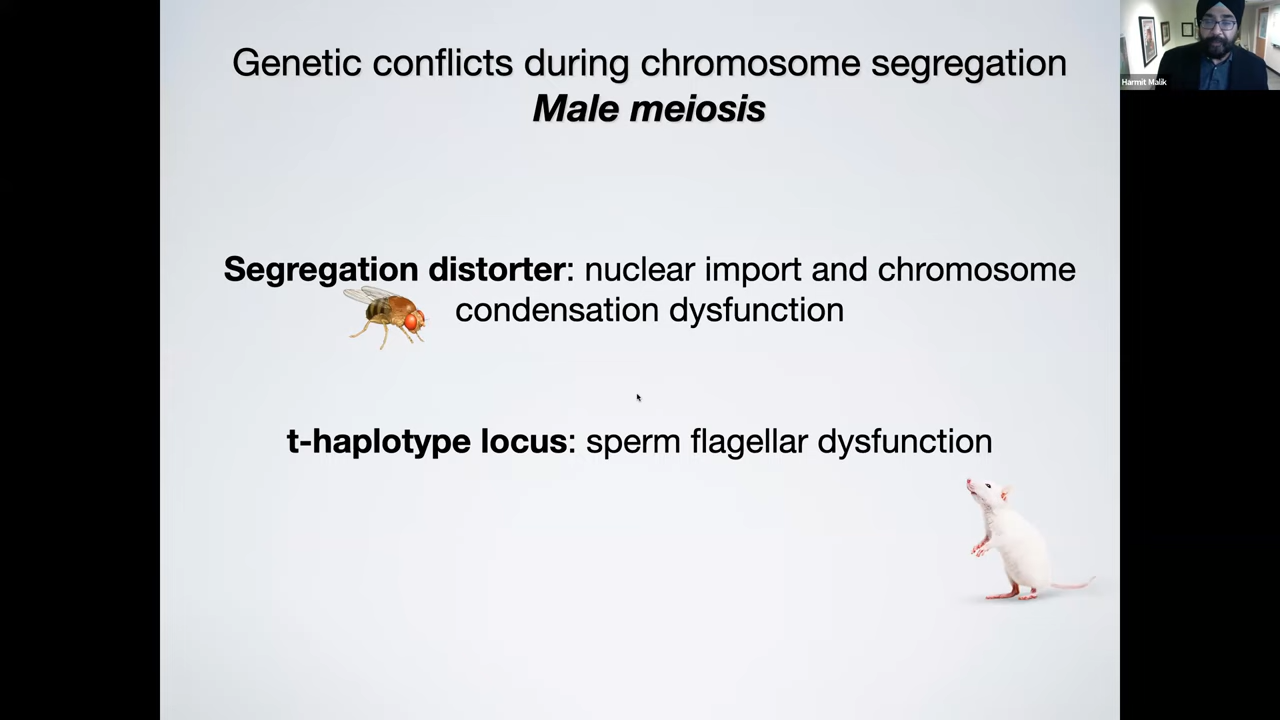 Genetic conflicts during chromosome segregation
Male meiosis
Segregation distorter: nuclear import and chromosome
condensation dysfunction
t-haplotype locus: sperm flagellar dysfunction
Harmit Malik